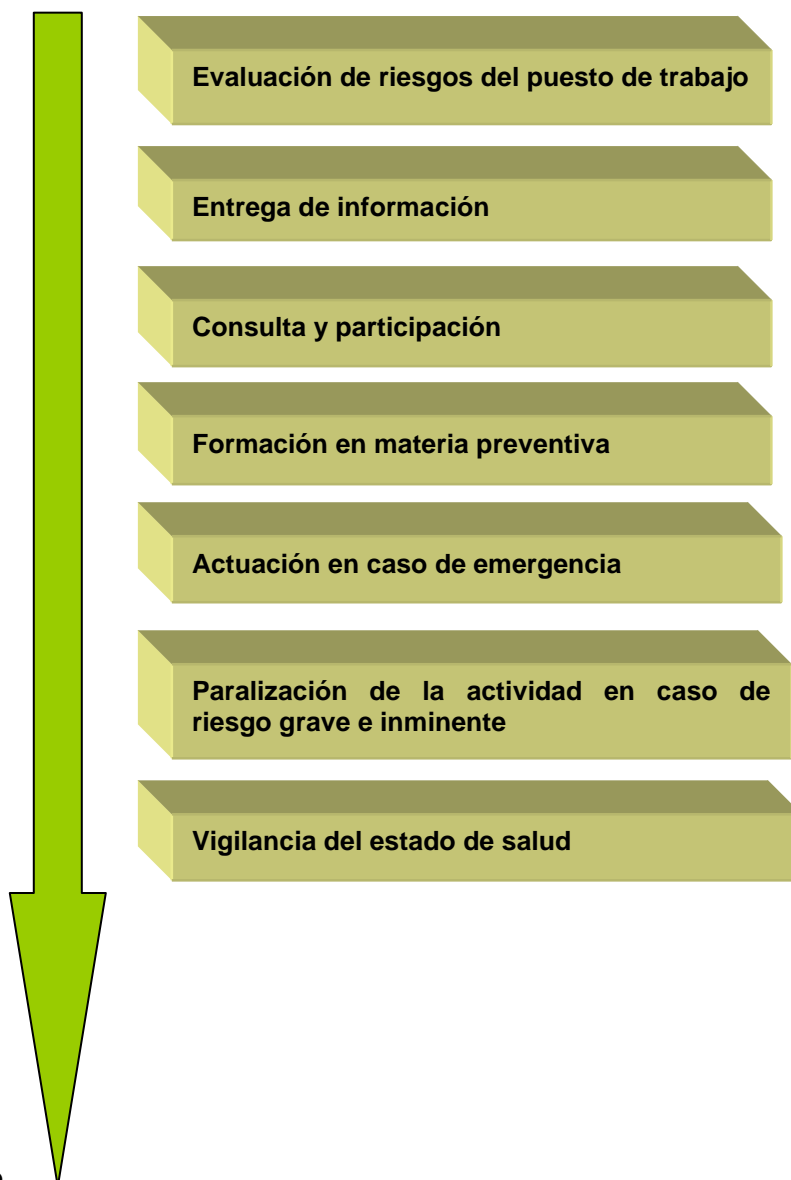 Evaluación de riesgos del puesto de trabajo
Entrega de información
Consulta y participación
Formación en materia preventiva
Actuación en caso de emergencia
Paralización de la actividad en caso de
riesgo grave e inminente
Vigilancia del estado de salud